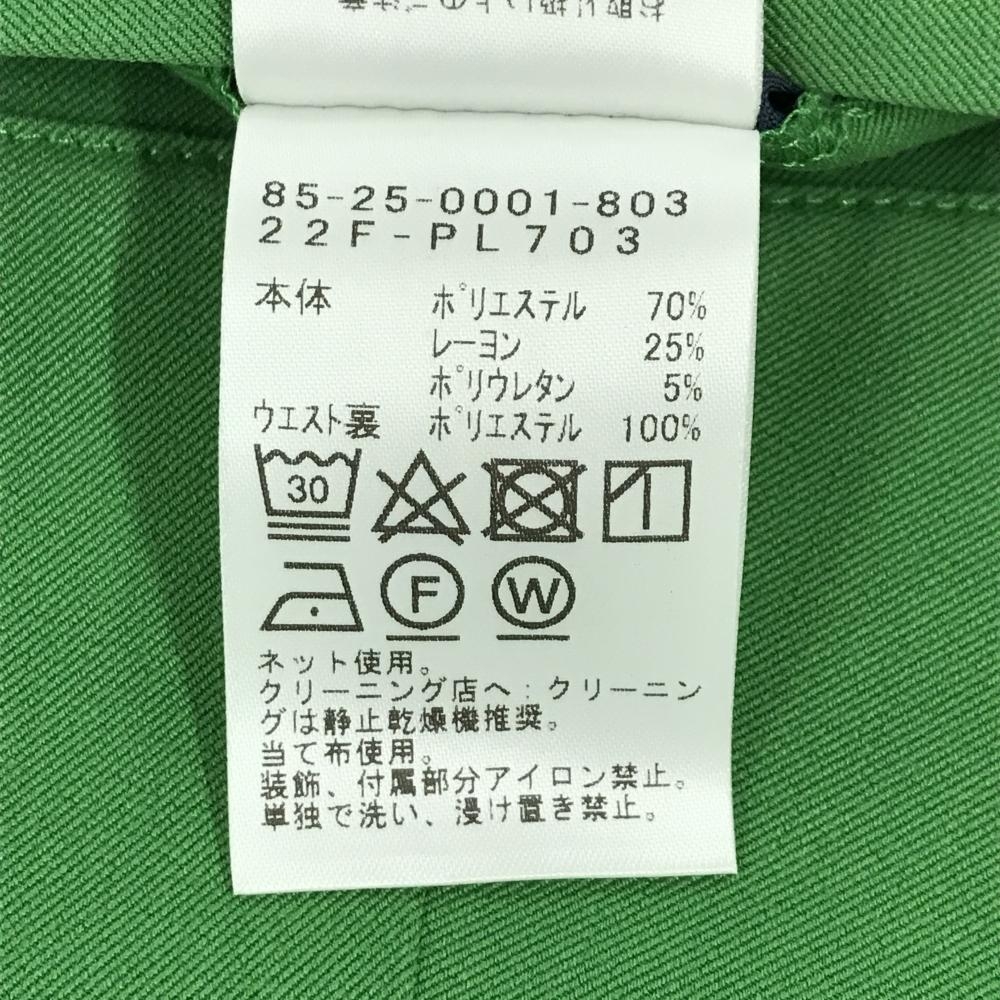 85-25-0001-803
22F-PL703
本体 ポリエステル 70%
レーヨン 25%
ポリウレタン 5%
ウエスト裏 ポリエステル 100%
30
F W
ネット使用。
クリーニング店へ:クリーニン
グは静止乾燥機推奨。
当て布使用。
装飾、付属部分アイロン禁止。
単独で洗い、浸け置き禁止。